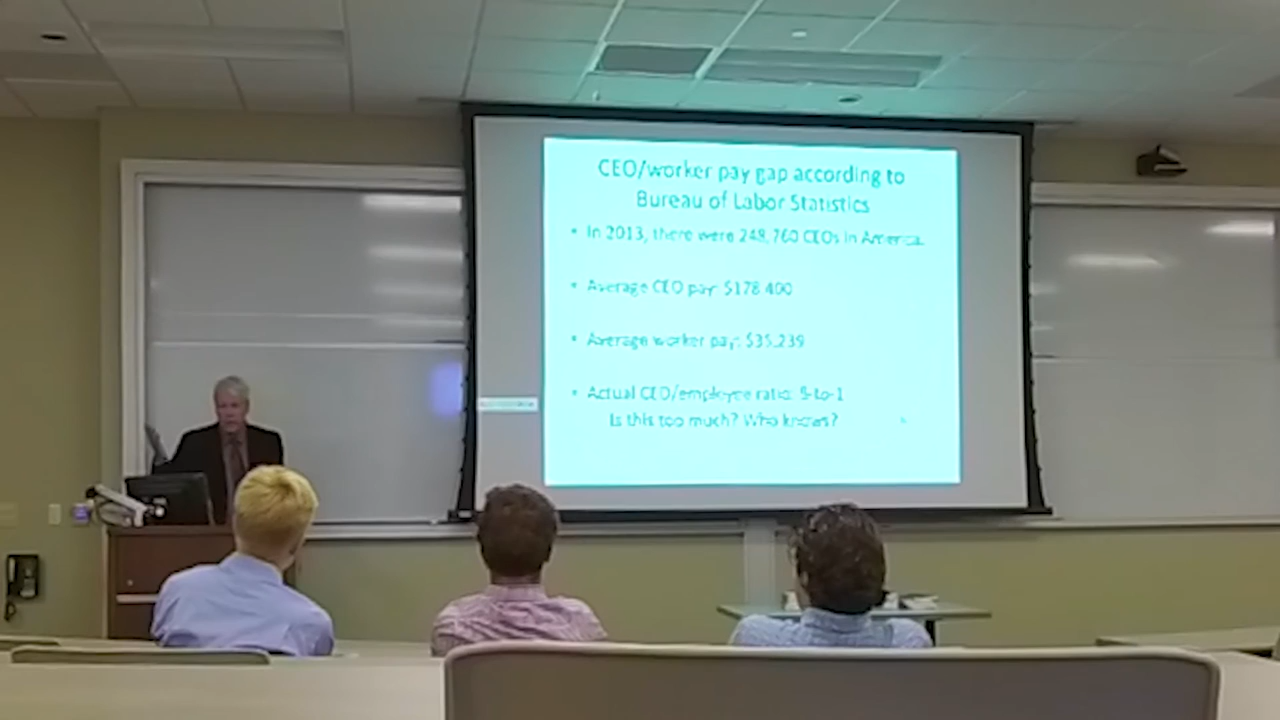 CEO/worker pay gap according to
Bureau of Labor Statistics
• In 2013, there were 248,760 CEOs in America.
• Average CEO pay: $178,400
• Average worker pay: $35,239
• Actual CEO/employee ratio: 5-to-1
Is this too much? Who knows?